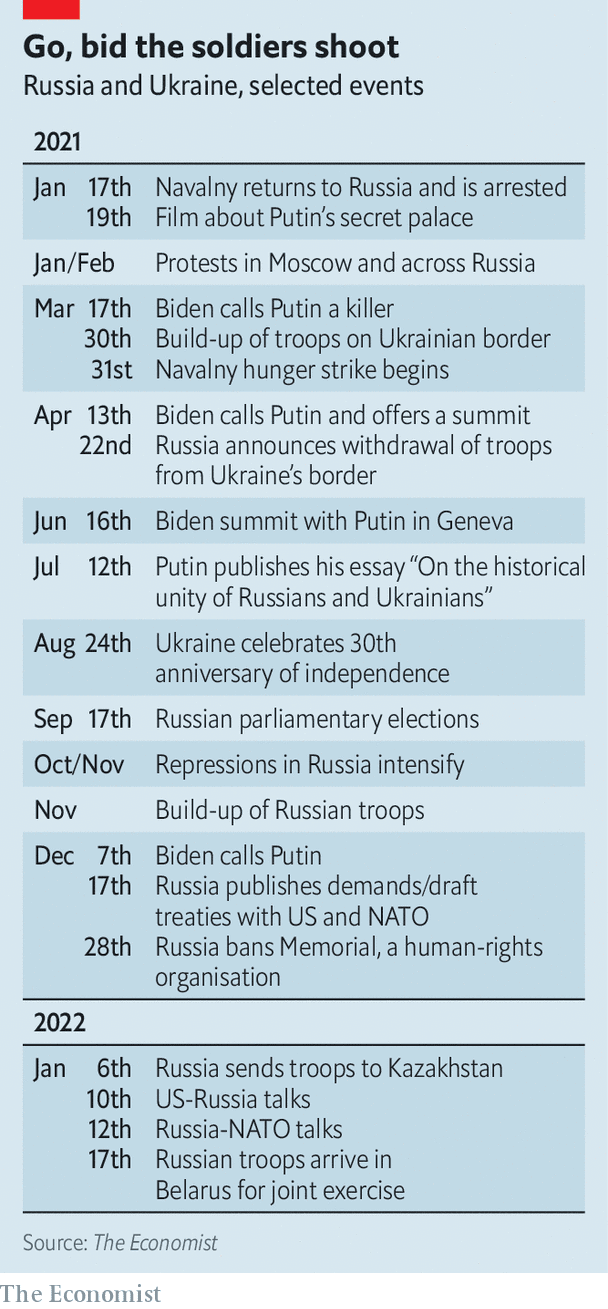 Go, bid the soldiers shoot
Russia and Ukraine, selected events
2021
Jan 17th Navalny returns to Russia and is arrested
19th Film about Putin’s secret palace
Jan/Feb Protests in Moscow and across Russia
Mar 17th Biden calls Putin a killer
30th Build-up of troops on Ukrainian border
31st Navalny hunger strike begins
Apr 13th Biden calls Putin and offers a summit
22nd Russia announces withdrawal of troops
from Ukraine’s border
Jun 16th Biden summit with Putin in Geneva
Jul 12th Putin publishes his essay “On the historical
unity of Russians and Ukrainians”
Aug 24th Ukraine celebrates 30th
anniversary of independence
Sep 17th Russian parliamentary elections
Oct/Nov Repressions in Russia intensify
Nov Build-up of Russian troops
Dec 7th Biden calls Putin
17th Russia publishes demands/draft
treaties with US and NATO
28th Russia bans Memorial, a human-rights
organisation
2022
Jan 6th Russia sends troops to Kazakhstan
10th US-Russia talks
12th Russia-NATO talks
17th Russian troops arrive in
Belarus for joint exercise
Source: The Economist
The Economist